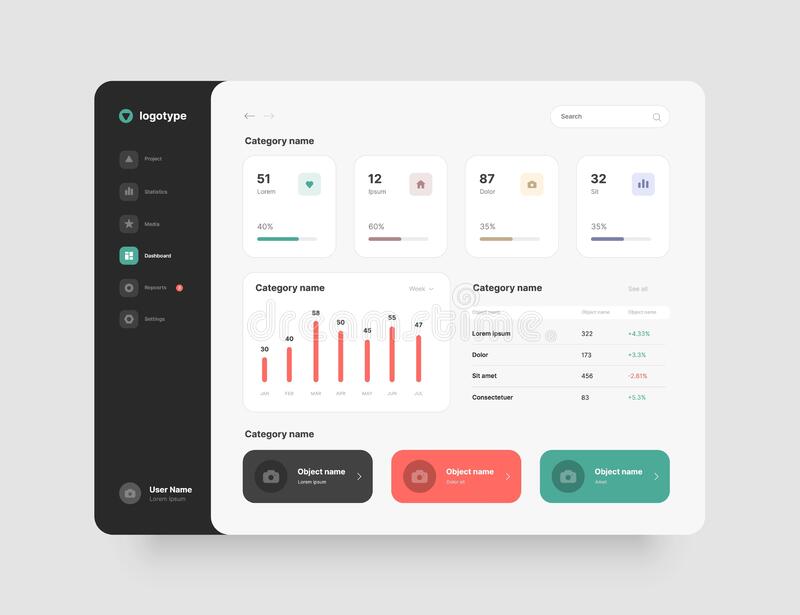 logotype
Project
Statistics
Media
Dashboard
Repoorts
Settings
User Name
Lorem Ipsum
Search
Category name
51
Lorem
40%
12
Ipsum
60%
87
Dolor
35%
32
Sit
35%
Category name
Week
30
40
58
50
45
55
47
JAN
FEB
MAR
APR
MAY
JUN
JUL
Category name
See all
Object name Object name Object name
Lorem ipsum 322 +4.33%
Dolor 173 +3.3%
Sit amet 456 -2.61%
Consectetuer 83 +5.3%
dreamstime
Category name
Object name
Lorem ipsum
Object name
Dolor sit
Object name
Amet